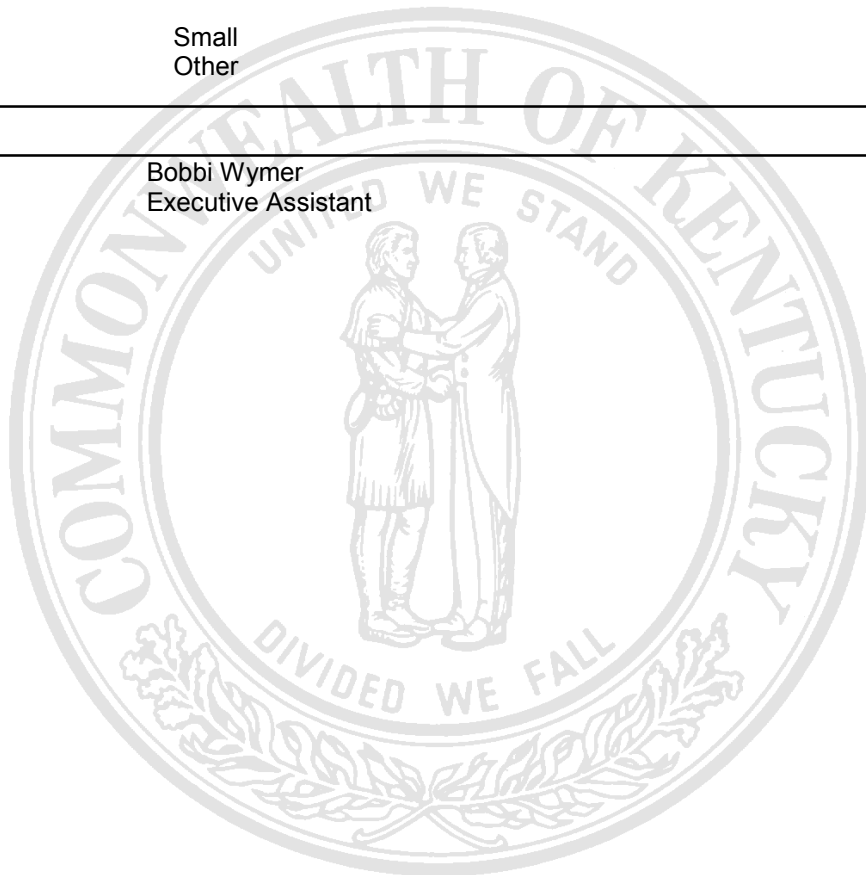 Small
Other
Bobbi Wymer
Executive Assistant
COMMONWEALTH OF KENTUCKY
UNITED WE STAND
DIVIDED WE FALL